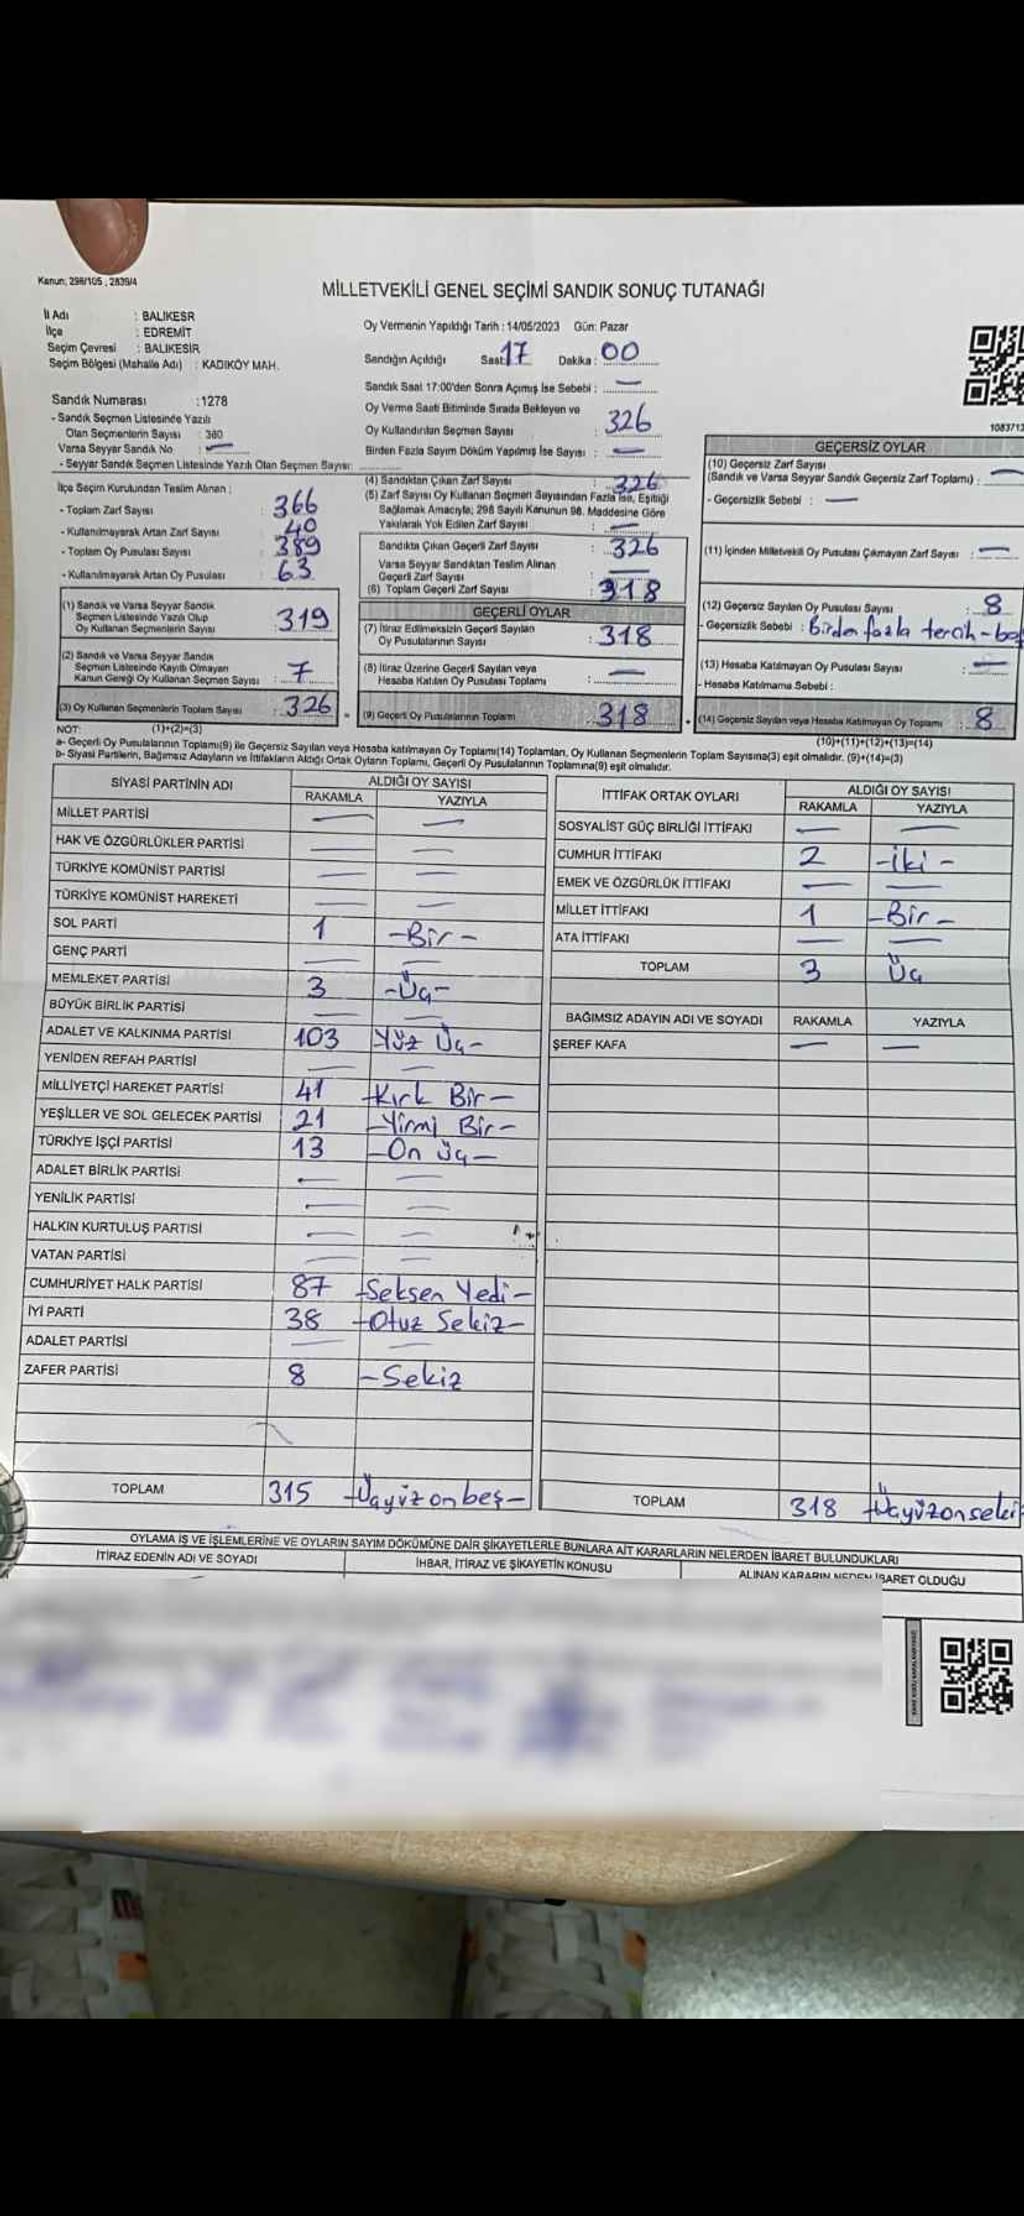 Kanun; 298/105 ; 2839/4
MİLLETVEKİLİ GENEL SEÇİMİ SANDIK SONUÇ TUTANAĞI
İl Adı : BALIKESR
İlçe : EDREMİT
Seçim Çevresi : BALIKESİR
Seçim Bölgesi (Mahalle Adı) : KADIKÖY MAH.
Sandık Numarası : 1278
- Sandık Seçmen Listesinde Yazılı
Olan Seçmenlerin Sayısı : 380
Varsa Seyyar Sandık No : —
- Seyyar Sandık Seçmen Listesinde Yazılı Olan Seçmen Sayısı:
İlçe Seçim Kurulundan Teslim Alınan :
- Toplam Zarf Sayısı : 366
- Kullanılmayarak Artan Zarf Sayısı : 40
- Toplam Oy Pusulası Sayısı : 389
- Kullanılmayarak Artan Oy Pusulası : 63
(1) Sandık ve Varsa Seyyar Sandık
Seçmen Listesinde Yazılı Olup
Oy Kullanan Seçmenlerin Sayısı : 319
(2) Sandık ve Varsa Seyyar Sandık
Seçmen Listesinde Kayıtlı Olmayan
Kanun Gereği Oy Kullanan Seçmen Sayısı : 7
(3) Oy Kullanan Seçmenlerin Toplam Sayısı : 326
Oy Vermenin Yapıldığı Tarih : 14/05/2023 Gün: Pazar
Sandığın Açıldığı Saat: 17 Dakika : 00
Sandık Saat 17:00'den Sonra Açımış İse Sebebi : —
Oy Verme Saati Bitiminde Sırada Bekleyen ve
Oy Kullandırılan Seçmen Sayısı : 326
Birden Fazla Sayım Döküm Yapılmış İse Sayısı : —
(4) Sandıktan Çıkan Zarf Sayısı : 326
(5) Zarf Sayısı Oy Kullanan Seçmen Sayısından Fazla İse, Eşitliği
Sağlamak Amacıyla; 298 Sayılı Kanunun 98. Maddesine Göre
Yakılarak Yok Edilen Zarf Sayısı : —
Sandıkta Çıkan Geçerli Zarf Sayısı : 326
Varsa Seyyar Sandıktan Teslim Alınan
Geçerli Zarf Sayısı : —
(6) Toplam Geçerli Zarf Sayısı : 318
GEÇERLİ OYLAR
(7) İtiraz Edilmeksizin Geçerli Sayılan
Oy Pusulalarının Sayısı : 318
(8) İtiraz Üzerine Geçerli Sayılan veya
Hesaba Katılan Oy Pusulası Toplamı : —
(9) Geçerli Oy Pusulalarının Toplamı : 318
1083713
GEÇERSİZ OYLAR
(10) Geçersiz Zarf Sayısı
(Sandık ve Varsa Seyyar Sandık Geçersiz Zarf Toplamı) : —
- Geçersizlik Sebebi : —
(11) İçinden Milletvekili Oy Pusulası Çıkmayan Zarf Sayısı : —
(12) Geçersiz Sayılan Oy Pusulası Sayısı : 8
- Geçersizlik Sebebi : Birden fazla tercih -
(13) Hesaba Katılmayan Oy Pusulası Sayısı : —
- Hesaba Katılmama Sebebi :
(14) Geçersiz Sayılan veya Hesaba Katılmayan Oy Toplamı : 8
NOT: (1)+(2)=(3)
(10)+(11)+(12)+(13)=(14)
a- Geçerli Oy Pusulalarının Toplamı(9) ile Geçersiz Sayılan veya Hesaba katılmayan Oy Toplamı(14) Toplamları, Oy Kullanan Seçmenlerin Toplam Sayısına(3) eşit olmalıdır. (9)+(14)=(3)
b- Siyasi Partilerin, Bağımsız Adayların ve İttifakların Aldığı Ortak Oyların Toplamı, Geçerli Oy Pusulalarının Toplamına(9) eşit olmalıdır.
SİYASİ PARTİNİN ADI ALDIĞI OY SAYISI
RAKAMLA YAZIYLA
MİLLET PARTİSİ — —
HAK VE ÖZGÜRLÜKLER PARTİSİ — —
TÜRKİYE KOMÜNİST PARTİSİ — —
TÜRKİYE KOMÜNİST HAREKETİ — —
SOL PARTİ 1 -Bir-
GENÇ PARTİ — —
MEMLEKET PARTİSİ 3 -Üç-
BÜYÜK BİRLİK PARTİSİ — —
ADALET VE KALKINMA PARTİSİ 103 Yüz Üç-
YENİDEN REFAH PARTİSİ — —
MİLLİYETÇİ HAREKET PARTİSİ 41 -Kırk Bir-
YEŞİLLER VE SOL GELECEK PARTİSİ 21 -Yirmi Bir-
TÜRKİYE İŞÇİ PARTİSİ 13 -On üç-
ADALET BİRLİK PARTİSİ — —
YENİLİK PARTİSİ — —
HALKIN KURTULUŞ PARTİSİ — —
VATAN PARTİSİ — —
CUMHURİYET HALK PARTİSİ 87 -Seksen Yedi-
İYİ PARTİ 38 -Otuz Sekiz-
ADALET PARTİSİ — —
ZAFER PARTİSİ 8 -Sekiz
TOPLAM 315 -Üçyüzonbeş-
İTTİFAK ORTAK OYLARI ALDIĞI OY SAYISI
RAKAMLA YAZIYLA
SOSYALİST GÜÇ BİRLİĞİ İTTİFAKI — —
CUMHUR İTTİFAKI 2 -İki-
EMEK VE ÖZGÜRLÜK İTTİFAKI — —
MİLLET İTTİFAKI 1 -Bir-
ATA İTTİFAKI — —
TOPLAM 3 Üç
BAĞIMSIZ ADAYIN ADI VE SOYADI RAKAMLA YAZIYLA
ŞEREF KAFA — —
TOPLAM 318
OYLAMA İŞ VE İŞLEMLERİNE VE OYLARIN SAYIM DÖKÜMÜNE DAİR ŞİKAYETLERLE BUNLARA AİT KARARLARIN NELERDEN İBARET BULUNDUKLARI
İTİRAZ EDENİN ADI VE SOYADI İHBAR, İTİRAZ VE ŞİKAYETİN KONUSU ALINAN KARARIN NEDEN İBARET OLDUĞU